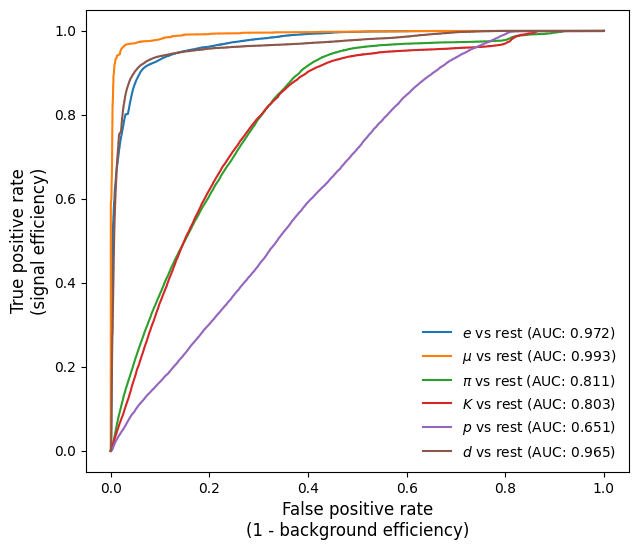 1.0
0.8
0.6
0.4
0.2
0.0
True positive rate
(signal efficiency)
e vs rest (AUC: 0.972)
μ vs rest (AUC: 0.993)
π vs rest (AUC: 0.811)
K vs rest (AUC: 0.803)
p vs rest (AUC: 0.651)
d vs rest (AUC: 0.965)
0.0 0.2 0.4 0.6 0.8 1.0
False positive rate
(1 - background efficiency)